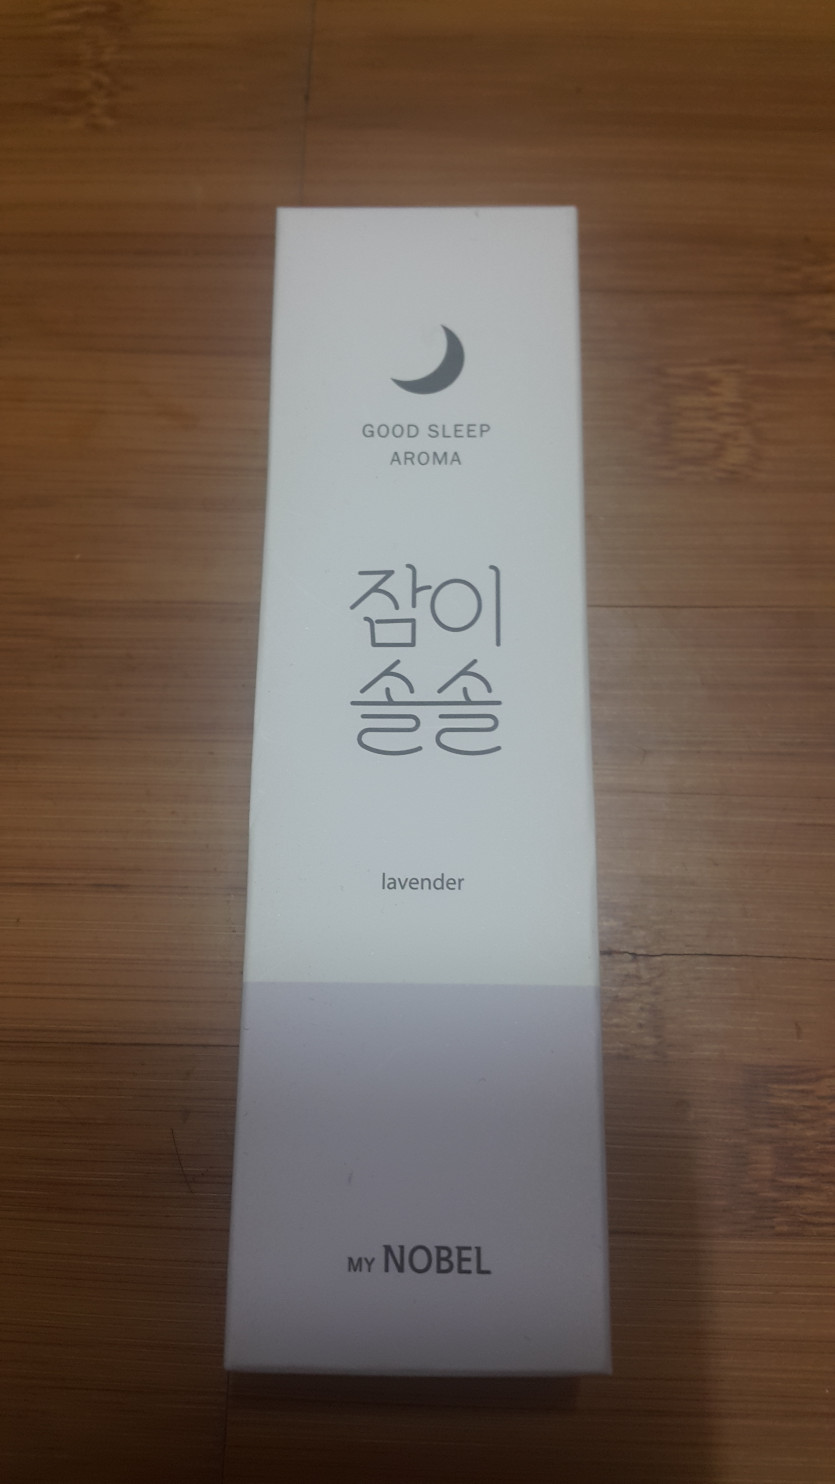 GOOD SLEEP
AROMA
잠이
솔솔
lavender
MY NOBEL